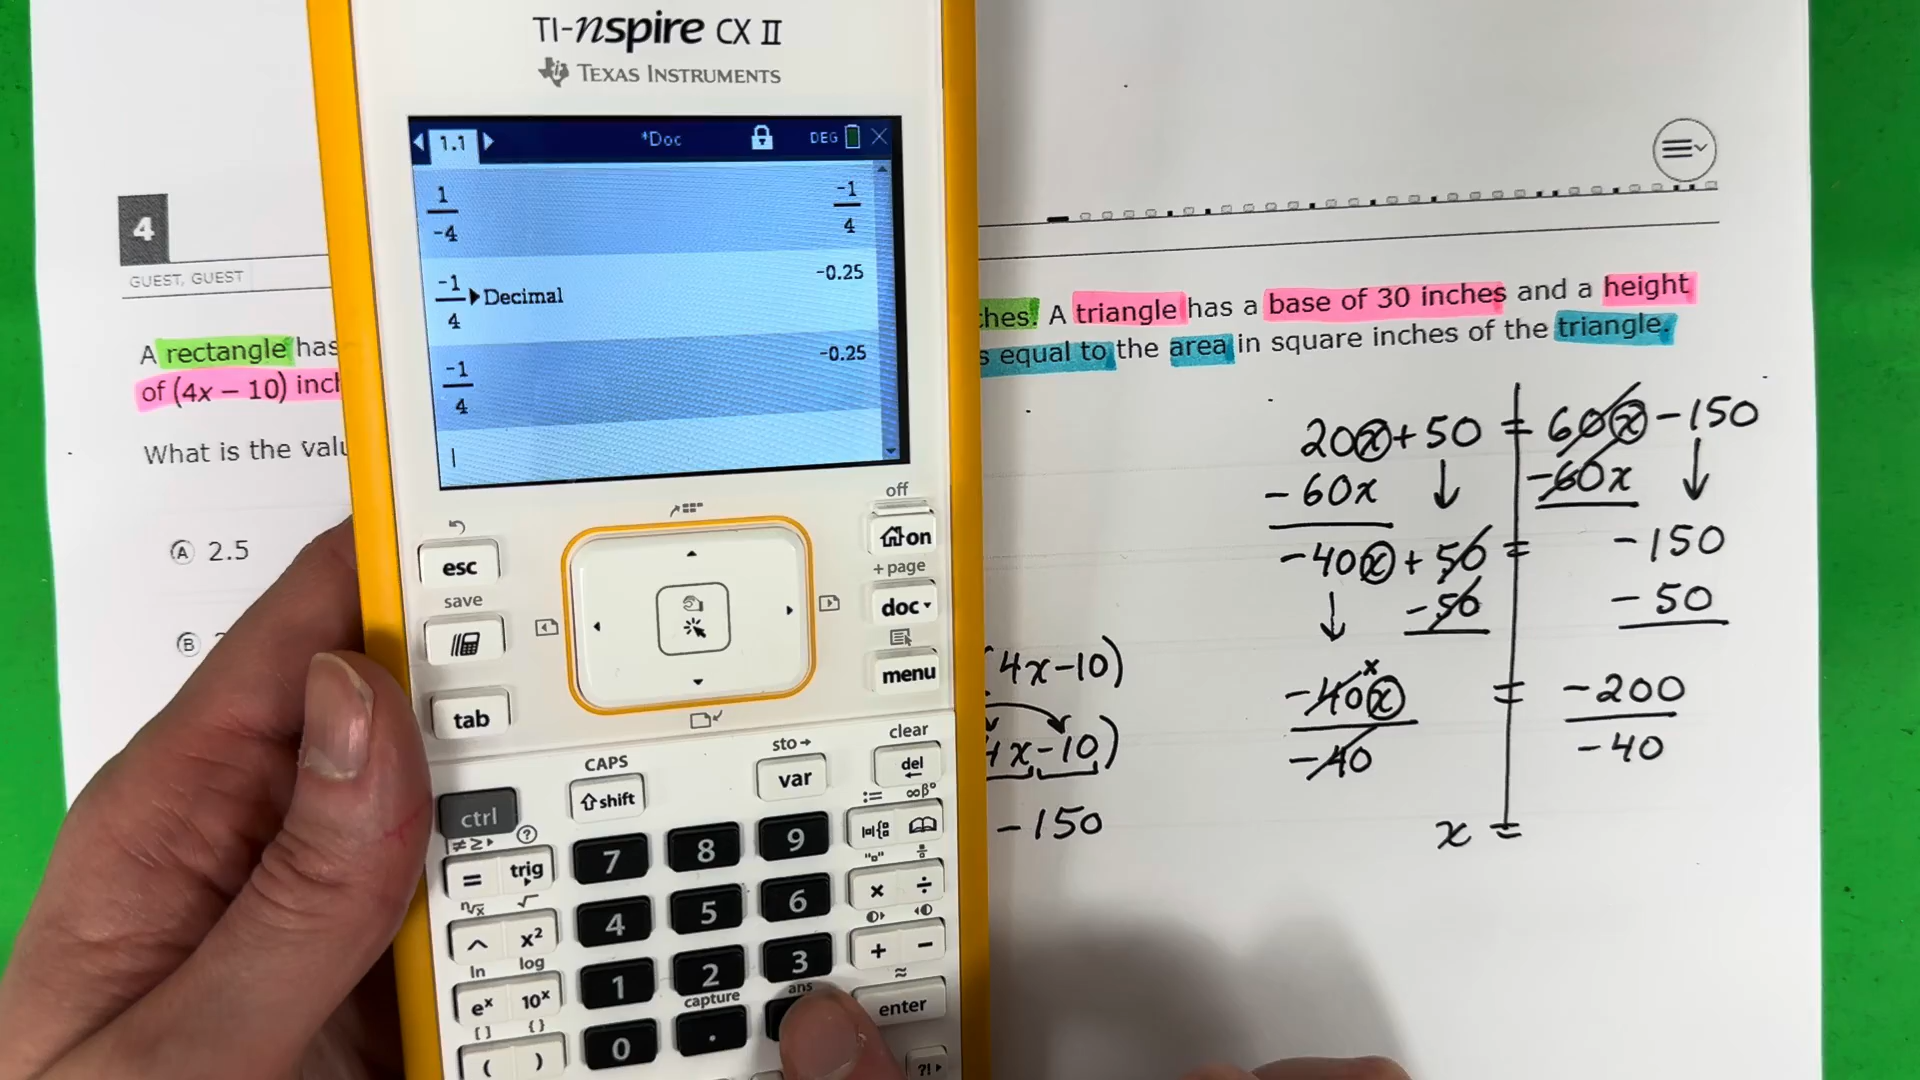 TI-nspire CX II
TEXAS INSTRUMENTS
1.1 *Doc DEG
1/-4 -1/4
-1/4▸Decimal -0.25
-1/4 -0.25
4
GUEST, GUEST
A rectangle has
ches. A triangle has a base of 30 inches and a height
of (4x – 10) incl
s equal to the area in square inches of the triangle.
What is the valu
A 2.5
B
4x-10)
x-10)
-150
20x+50 = 60x-150
-60x -60x
-40x+50 = -150
-50 -50
x
-40x = -200
-40 -40
x =
off
esc
on
+ page
save
doc
tab
menu
clear
CAPS
sto→
ctrl
shift
var
del
= trig 7 8 9
n√x √
^ x² 4 5 6 × ÷
ln log
eˣ 10ˣ 1 2 3 + −
capture ans ≈
[] {}
( ) 0 . enter
?!▸